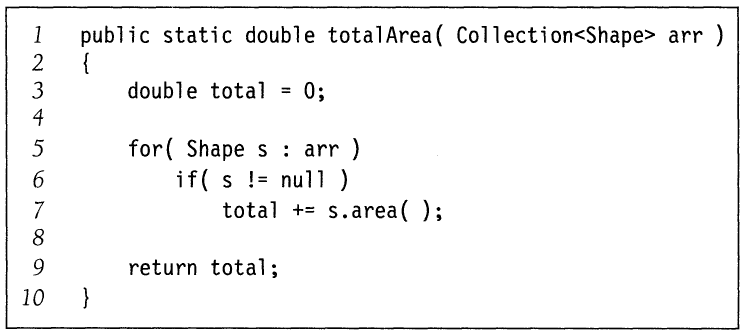 1 public static double totalArea( Collection<Shape> arr )
2 {
3 double total = 0;
4
5 for( Shape s : arr )
6 if( s != null )
7 total += s.area( );
8
9 return total;
10 }